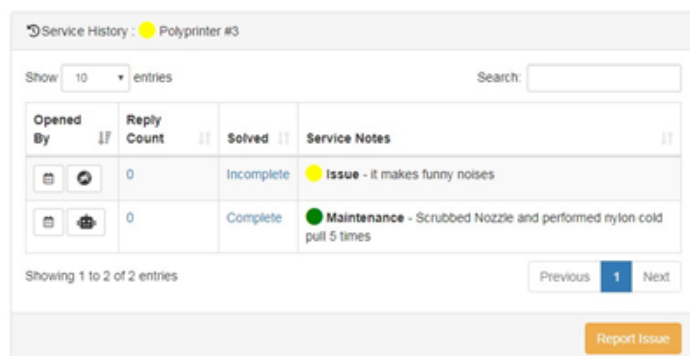 Service History : Polyprinter #3
Show 10 entries
Search:
Opened By
Reply Count
Solved
Service Notes
0
Incomplete
Issue - it makes funny noises
0
Complete
Maintenance - Scrubbed Nozzle and performed nylon cold
pull 5 times
Showing 1 to 2 of 2 entries
Previous 1 Next
Report Issue